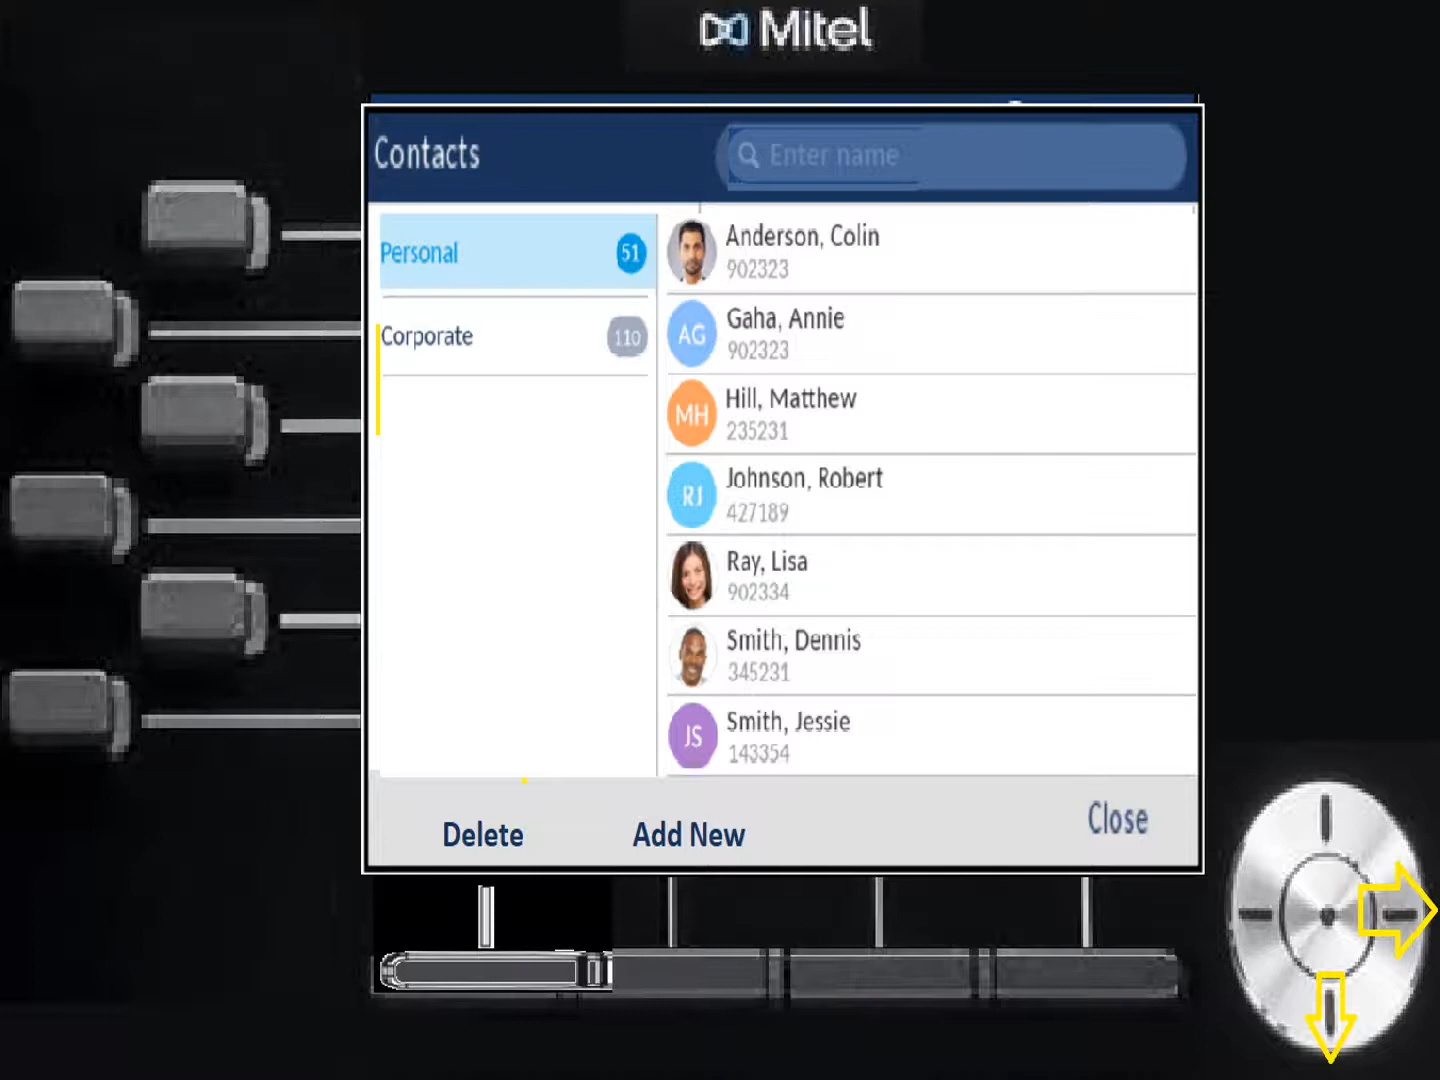 Mitel
Contacts
Enter name
Personal 51
Corporate 110
Anderson, Colin
902323
AG
Gaha, Annie
902323
MH
Hill, Matthew
235231
RJ
Johnson, Robert
427189
Ray, Lisa
902334
Smith, Dennis
345231
JS
Smith, Jessie
143354
Delete
Add New
Close